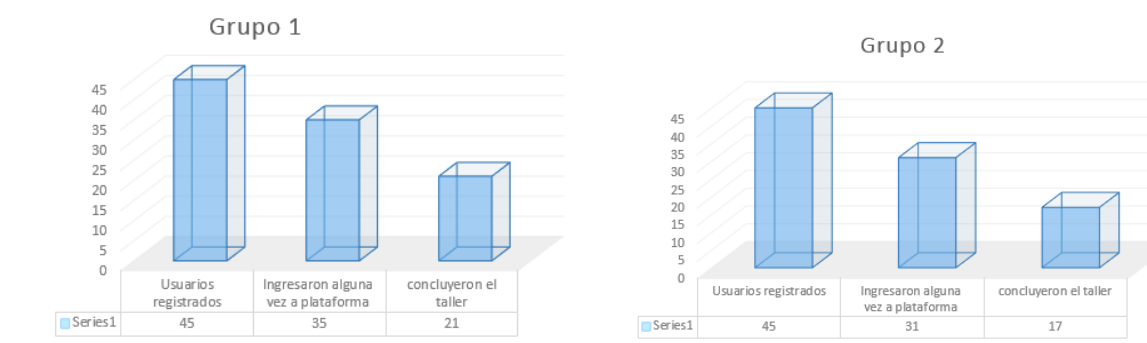 Grupo 1
45
40
35
30
25
20
15
10
5
0
Usuarios
registrados
Ingresaron alguna
vez a plataforma
concluyeron el
taller
Series1 45 35 21
Grupo 2
45
40
35
30
25
20
15
10
5
0
Usuarios registrados
Ingresaron alguna
vez a plataforma
concluyeron el taller
Series1 45 31 17